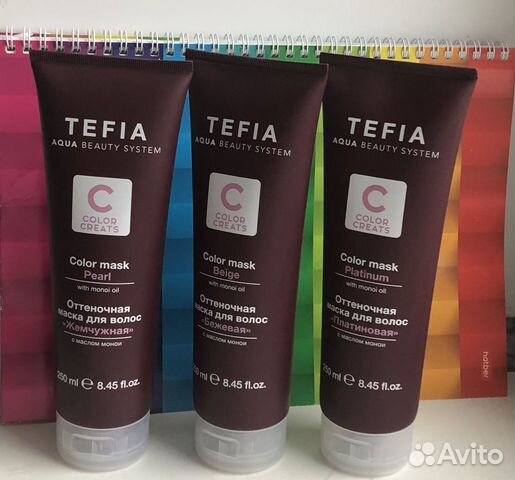 TEFIA
AQUA BEAUTY SYSTEM
C
COLOR
CREATS
Color mask
Pearl
with monoi oil
Оттеночная
маска для волос
«Жемчужная»
с маслом монои
250 ml e 8.45 fl.oz.
TEFIA
AQUA BEAUTY SYSTEM
C
COLOR
CREATS
Color mask
Beige
with monoi oil
Оттеночная
маска для волос
«Бежевая»
с маслом монои
250 ml e 8.45 fl.oz.
TEFIA
AQUA BEAUTY SYSTEM
C
COLOR
CREATS
Color mask
Platinum
with monoi oil
Оттеночная
маска для волос
«Платиновая»
с маслом монои
250 ml e 8.45 fl.oz.
hatber
Avito